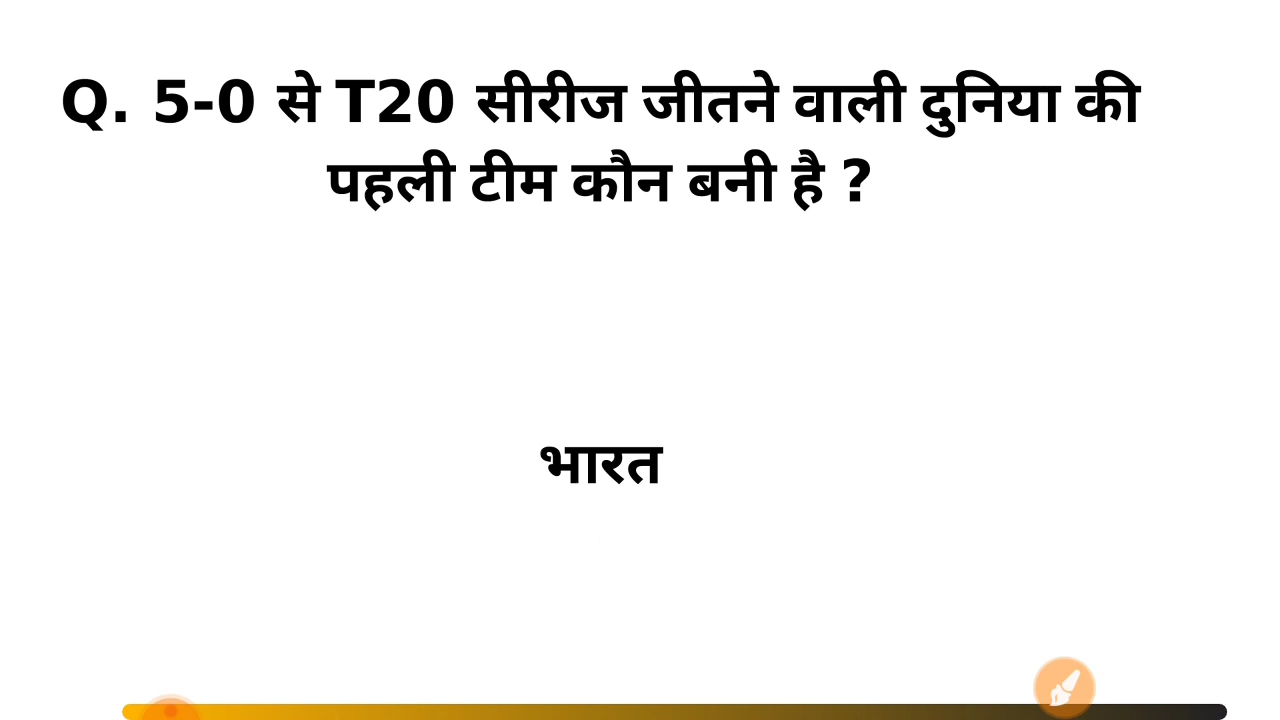 Q. 5-0 से T20 सीरीज जीतने वाली दुनिया की
पहली टीम कौन बनी है ?
भारत